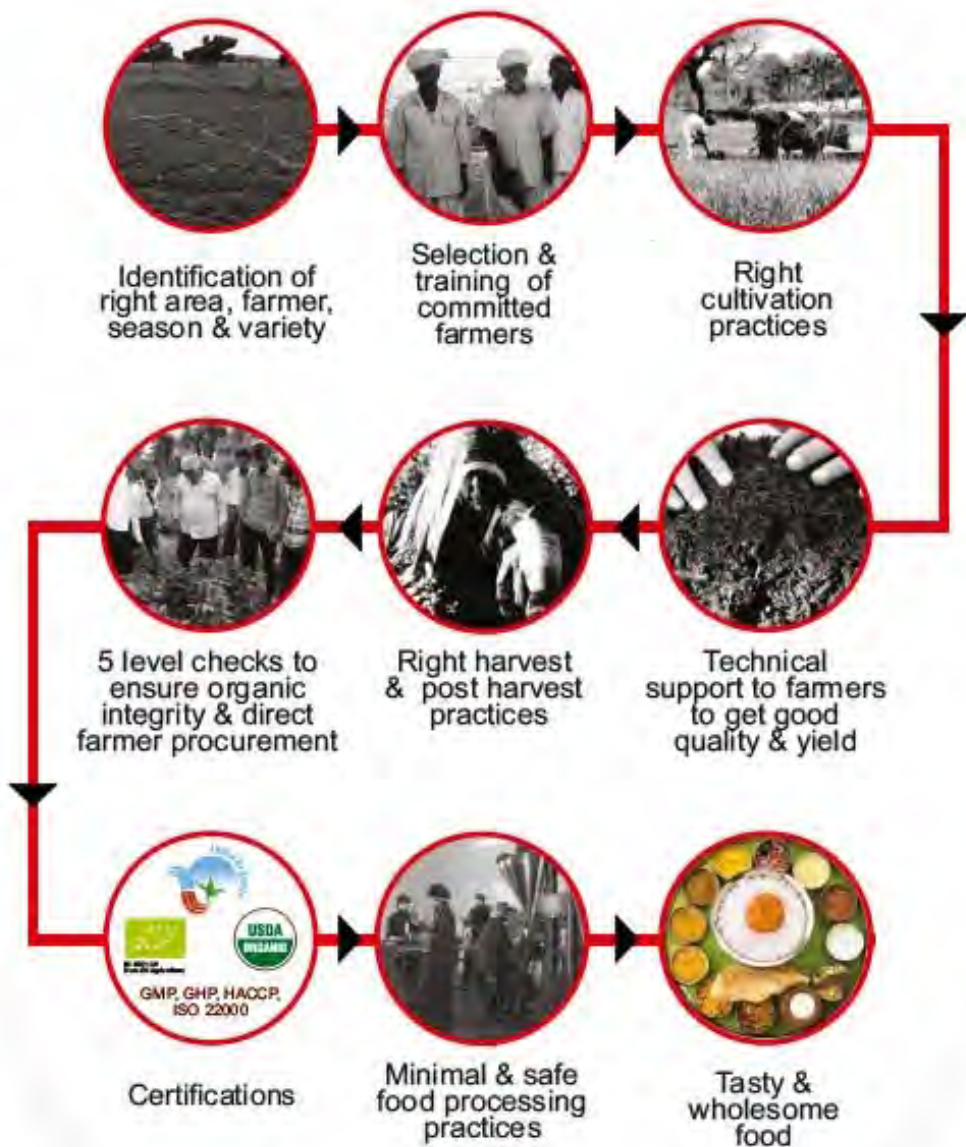 Identification of
right area, farmer,
season & variety
Selection &
training of
committed
farmers
Right
cultivation
practices
Technical
support to farmers
to get good
quality & yield
Right harvest
& post harvest
practices
5 level checks to
ensure organic
integrity & direct
farmer procurement
USDA
ORGANIC
GMP, GHP, HACCP,
ISO 22000
Certifications
Minimal & safe
food processing
practices
Tasty &
wholesome
food